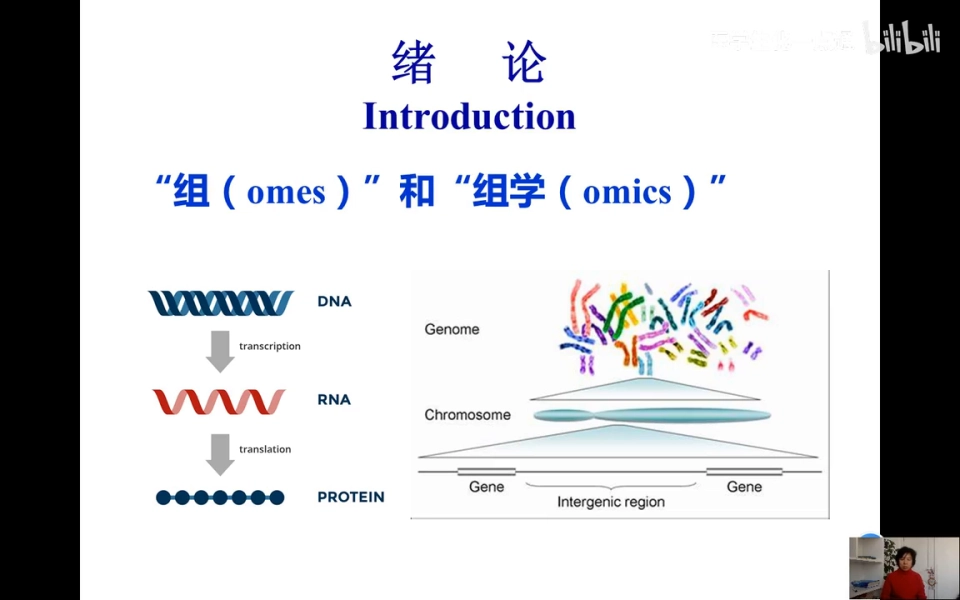 bilibili
绪 论
Introduction
“组（omes）”和“组学（omics）”
DNA
transcription
RNA
translation
PROTEIN
Genome
Chromosome
Gene
Intergenic region
Gene